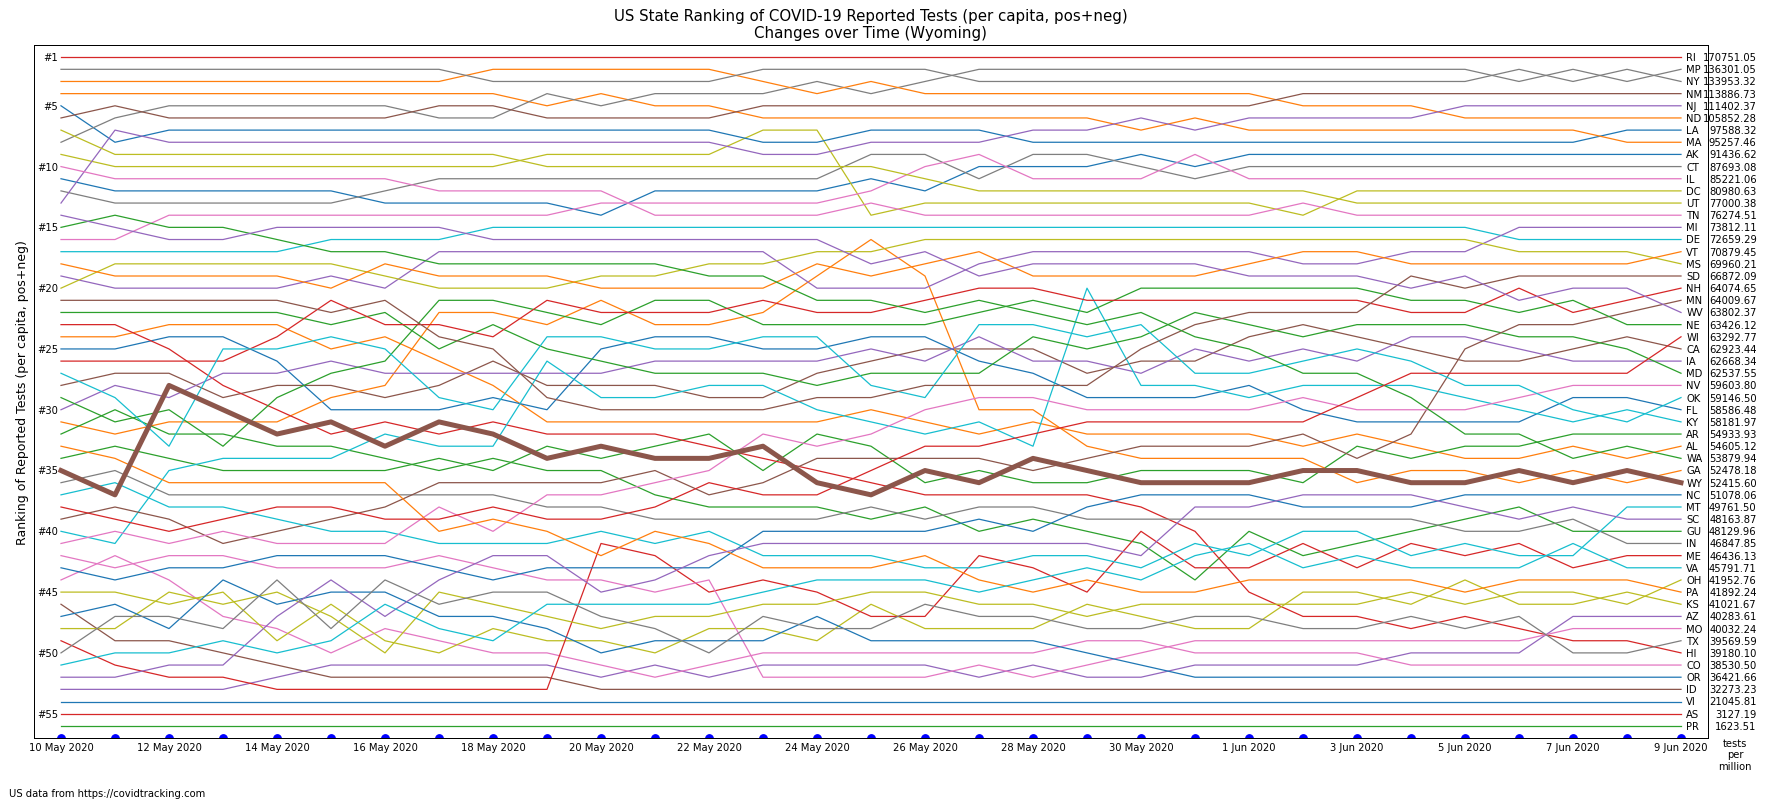 US State Ranking of COVID-19 Reported Tests (per capita, pos+neg)
Changes over Time (Wyoming)
Ranking of Reported Tests (per capita, pos+neg)
#1
#5
#10
#15
#20
#25
#30
#35
#40
#45
#50
#55
RI 170751.05
MP 136301.05
NY 133953.32
NM 113886.73
NJ 111402.37
ND 105852.28
LA 97588.32
MA 95257.46
AK 91436.62
CT 87693.08
IL 85221.06
DC 80980.63
UT 77000.38
TN 76274.51
MI 73812.11
DE 72659.29
VT 70879.45
MS 69960.21
SD 66872.09
NH 64074.65
MN 64009.67
WV 63802.37
NE 63426.12
WI 63292.77
CA 62923.44
IA 62668.34
MD 62537.55
NV 59603.80
OK 59146.50
FL 58586.48
KY 58181.97
AR 54933.93
AL 54605.12
WA 53879.94
GA 52478.18
WY 52415.60
NC 51078.06
MT 49761.50
SC 48163.87
GU 48129.96
IN 46847.85
ME 46436.13
VA 45791.71
OH 41952.76
PA 41892.24
KS 41021.67
AZ 40283.61
MO 40032.24
TX 39569.59
HI 39180.10
CO 38530.50
OR 36421.66
ID 32273.23
VI 21045.81
AS 3127.19
PR 1623.51
10 May 2020 12 May 2020 14 May 2020 16 May 2020 18 May 2020 20 May 2020 22 May 2020 24 May 2020 26 May 2020 28 May 2020 30 May 2020 1 Jun 2020 3 Jun 2020 5 Jun 2020 7 Jun 2020 9 Jun 2020
tests
per
million
US data from https://covidtracking.com